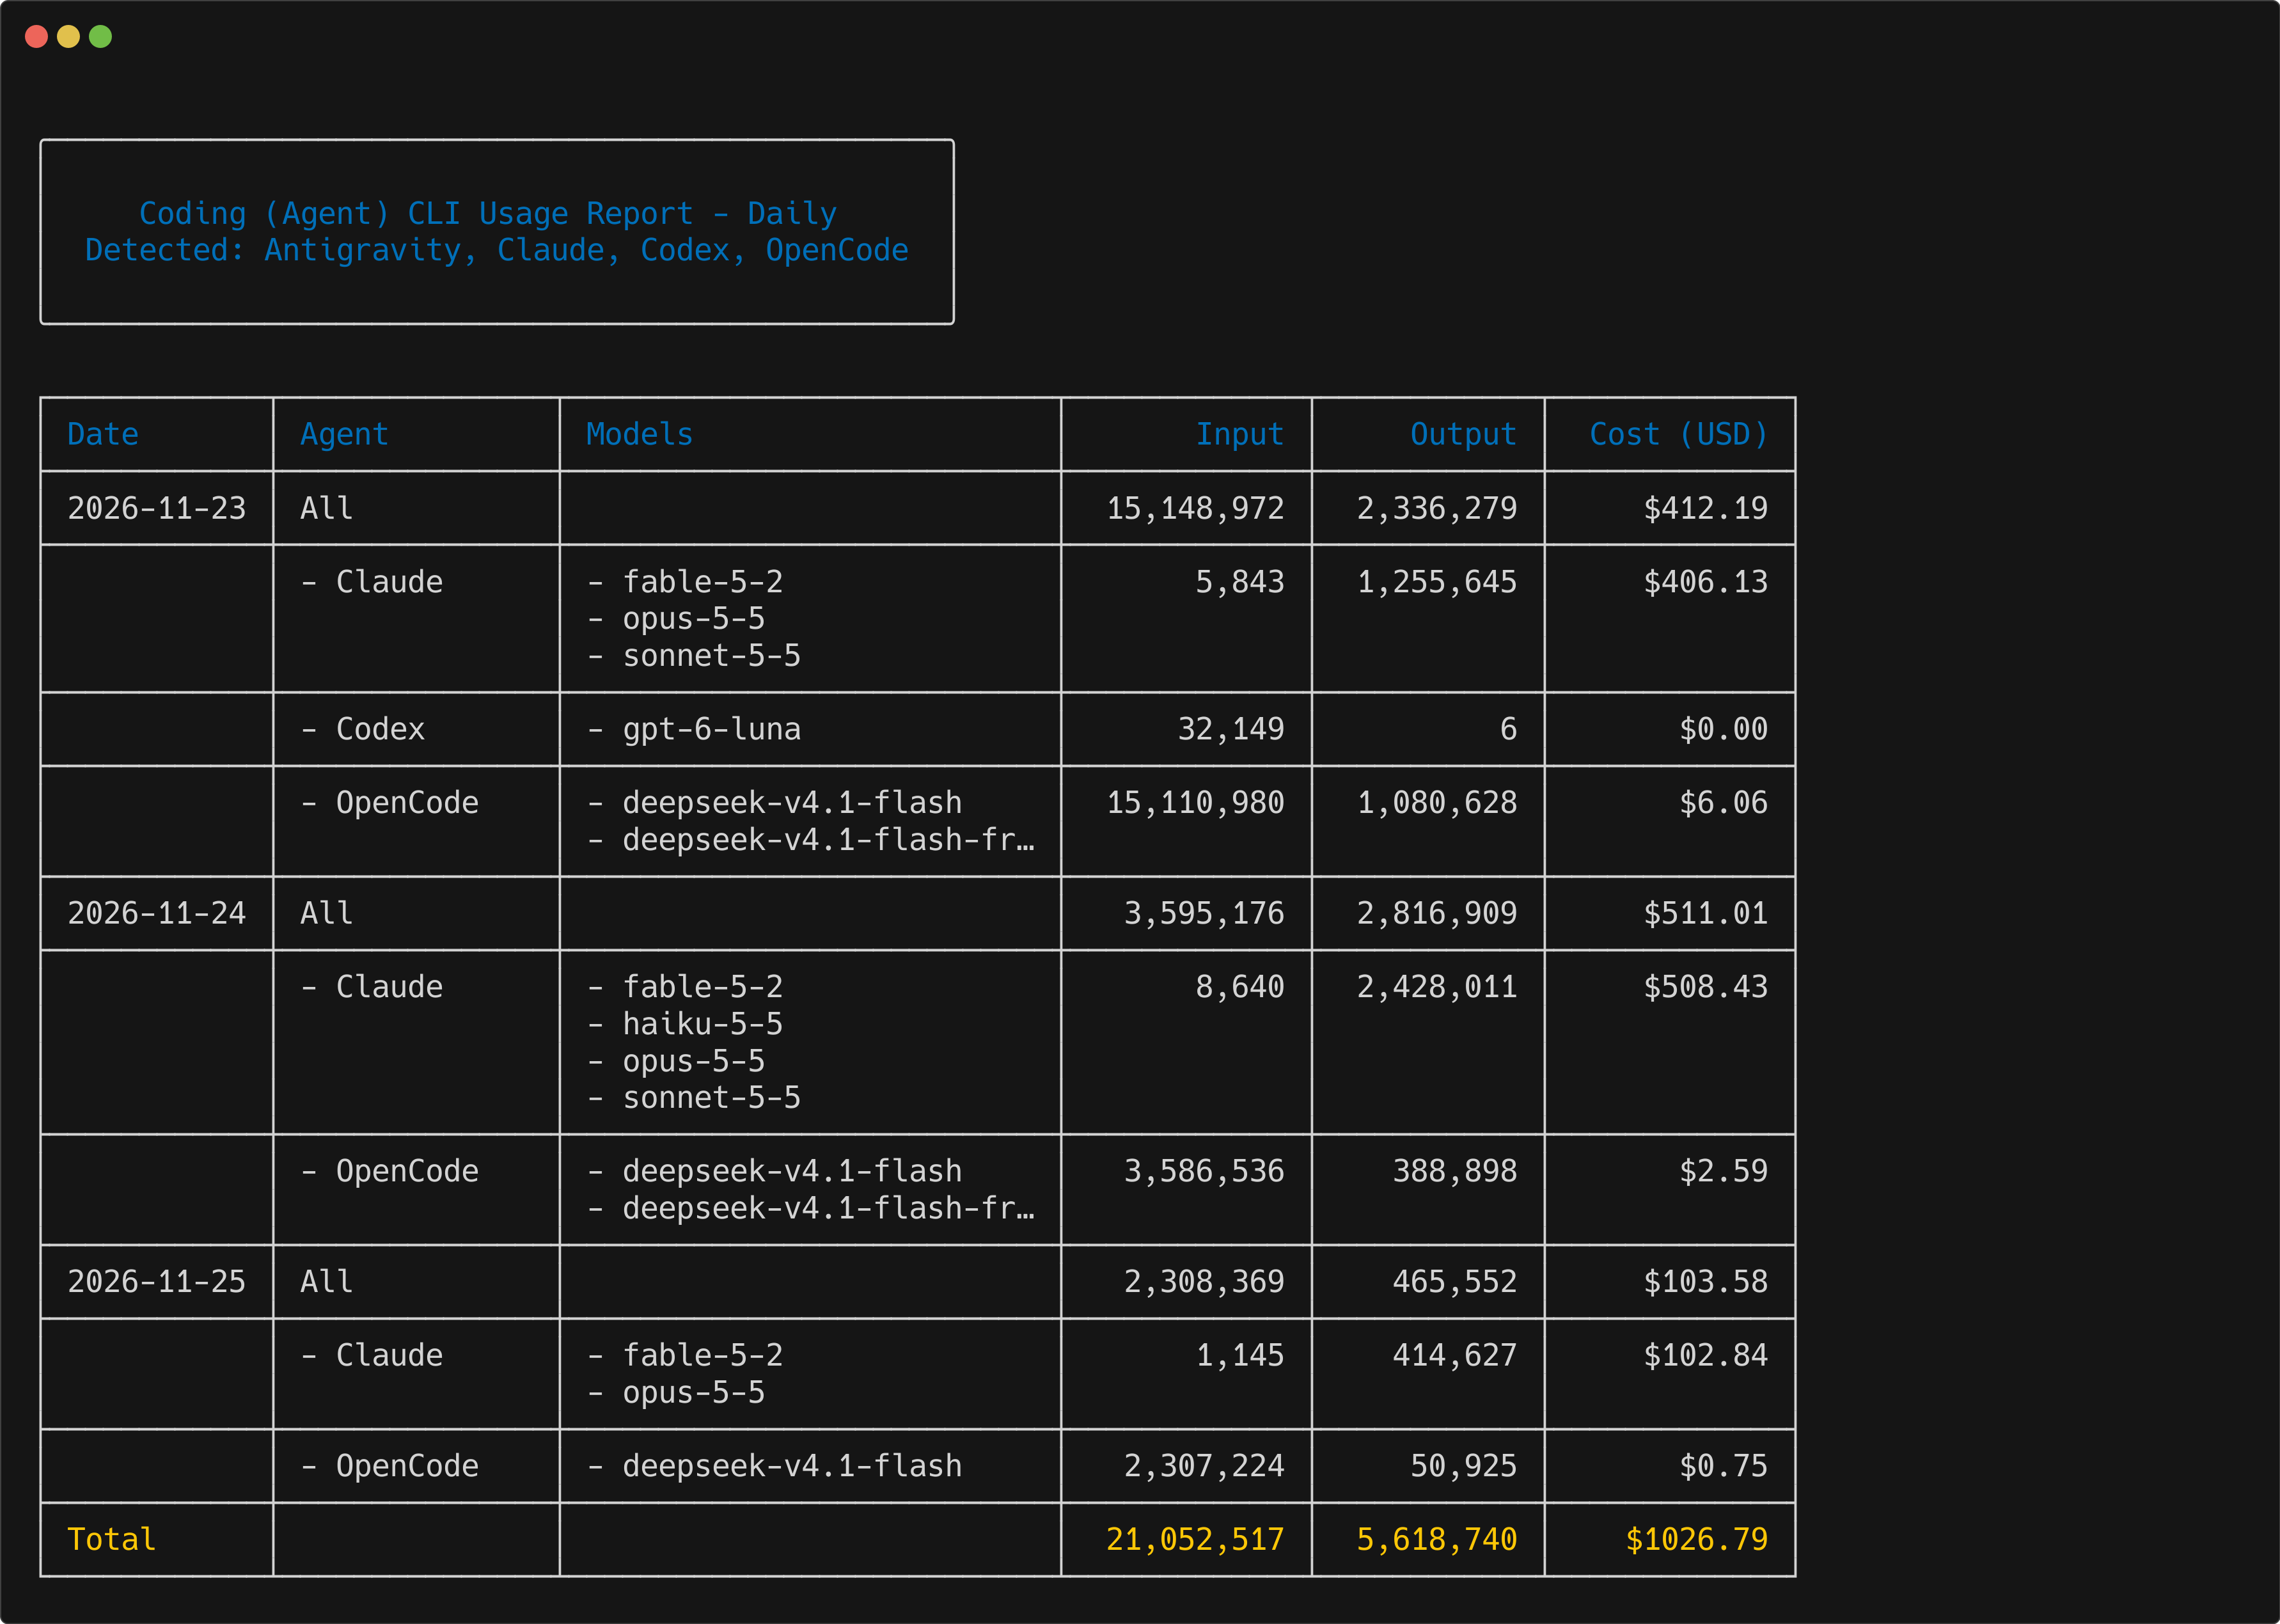 Coding (Agent) CLI Usage Report - Daily
Detected: Antigravity, Claude, Codex, OpenCode
Date Agent Models Input Output Cost (USD)
2026-11-23 All 15,148,972 2,336,279 $412.19
- Claude - fable-5-2 5,843 1,255,645 $406.13
- opus-5-5
- sonnet-5-5
- Codex - gpt-6-luna 32,149 6 $0.00
- OpenCode - deepseek-v4.1-flash 15,110,980 1,080,628 $6.06
- deepseek-v4.1-flash-fr…
2026-11-24 All 3,595,176 2,816,909 $511.01
- Claude - fable-5-2 8,640 2,428,011 $508.43
- haiku-5-5
- opus-5-5
- sonnet-5-5
- OpenCode - deepseek-v4.1-flash 3,586,536 388,898 $2.59
- deepseek-v4.1-flash-fr…
2026-11-25 All 2,308,369 465,552 $103.58
- Claude - fable-5-2 1,145 414,627 $102.84
- opus-5-5
- OpenCode - deepseek-v4.1-flash 2,307,224 50,925 $0.75
Total 21,052,517 5,618,740 $1026.79